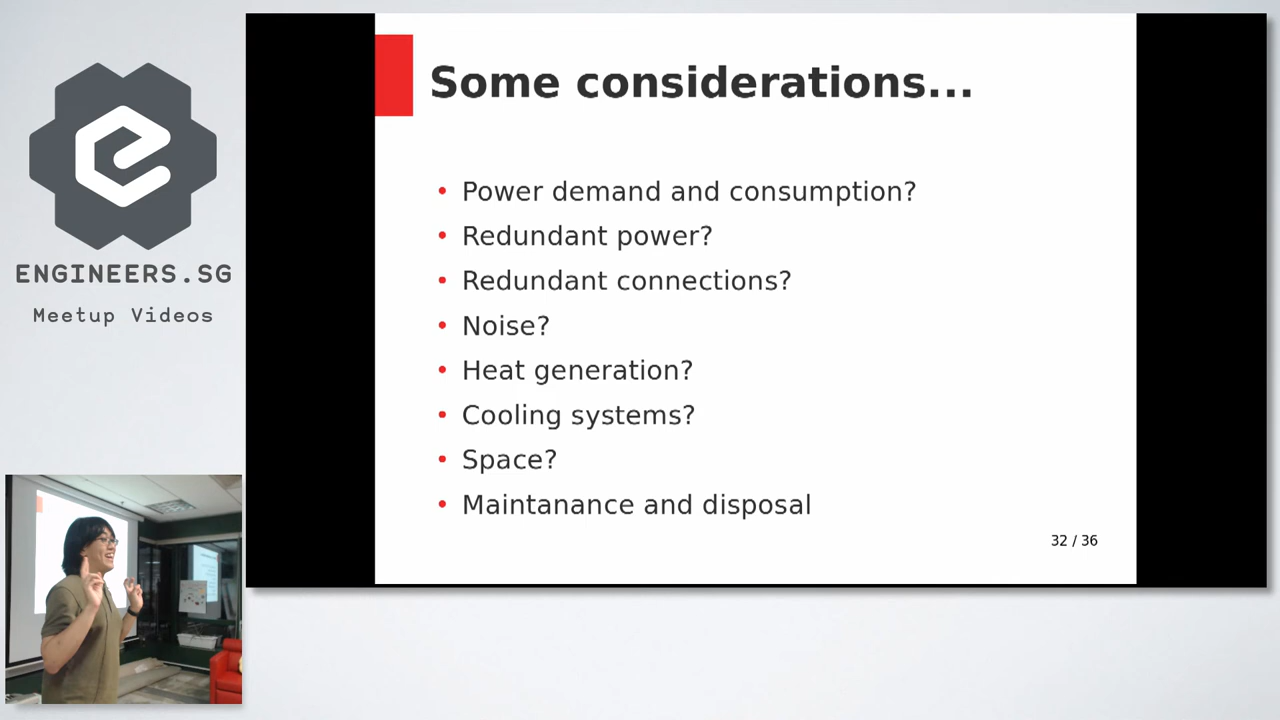 ENGINEERS.SG
Meetup Videos
Some considerations...
• Power demand and consumption?
• Redundant power?
• Redundant connections?
• Noise?
• Heat generation?
• Cooling systems?
• Space?
• Maintanance and disposal
32 / 36